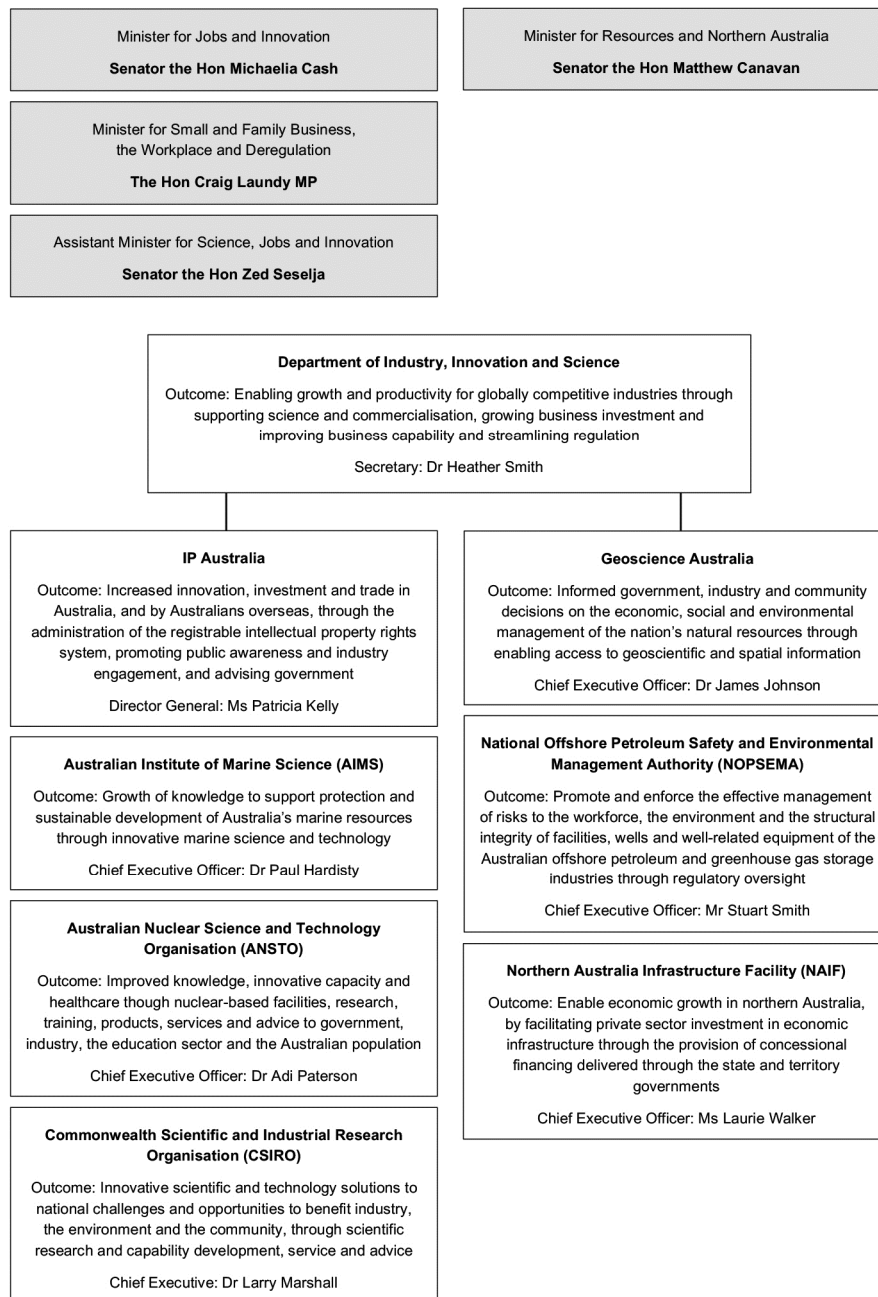 Minister for Jobs and Innovation
Senator the Hon Michaelia Cash
Minister for Resources and Northern Australia
Senator the Hon Matthew Canavan
Minister for Small and Family Business,
the Workplace and Deregulation
The Hon Craig Laundy MP
Assistant Minister for Science, Jobs and Innovation
Senator the Hon Zed Seselja
Department of Industry, Innovation and Science
Outcome: Enabling growth and productivity for globally competitive industries through
supporting science and commercialisation, growing business investment and
improving business capability and streamlining regulation
Secretary: Dr Heather Smith
IP Australia
Outcome: Increased innovation, investment and trade in
Australia, and by Australians overseas, through the
administration of the registrable intellectual property rights
system, promoting public awareness and industry
engagement, and advising government
Director General: Ms Patricia Kelly
Australian Institute of Marine Science (AIMS)
Outcome: Growth of knowledge to support protection and
sustainable development of Australia's marine resources
through innovative marine science and technology
Chief Executive Officer: Dr Paul Hardisty
Australian Nuclear Science and Technology
Organisation (ANSTO)
Outcome: Improved knowledge, innovative capacity and
healthcare though nuclear-based facilities, research,
training, products, services and advice to government,
industry, the education sector and the Australian population
Chief Executive Officer: Dr Adi Paterson
Commonwealth Scientific and Industrial Research
Organisation (CSIRO)
Outcome: Innovative scientific and technology solutions to
national challenges and opportunities to benefit industry,
the environment and the community, through scientific
research and capability development, service and advice
Chief Executive: Dr Larry Marshall
Geoscience Australia
Outcome: Informed government, industry and community
decisions on the economic, social and environmental
management of the nation's natural resources through
enabling access to geoscientific and spatial information
Chief Executive Officer: Dr James Johnson
National Offshore Petroleum Safety and Environmental
Management Authority (NOPSEMA)
Outcome: Promote and enforce the effective management
of risks to the workforce, the environment and the structural
integrity of facilities, wells and well-related equipment of the
Australian offshore petroleum and greenhouse gas storage
industries through regulatory oversight
Chief Executive Officer: Mr Stuart Smith
Northern Australia Infrastructure Facility (NAIF)
Outcome: Enable economic growth in northern Australia,
by facilitating private sector investment in economic
infrastructure through the provision of concessional
financing delivered through the state and territory
governments
Chief Executive Officer: Ms Laurie Walker